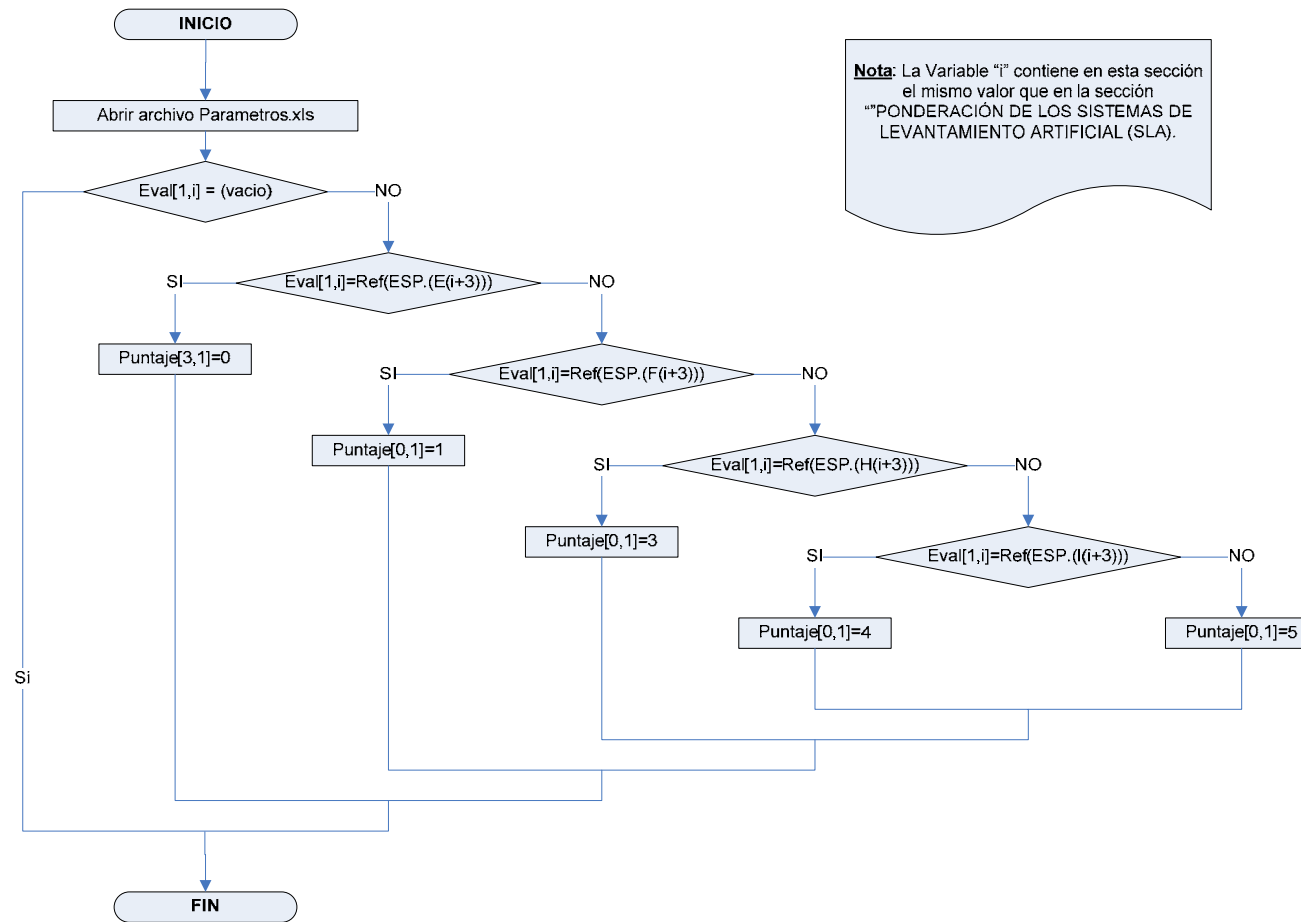 INICIO
Nota: La Variable “i” contiene en esta sección
el mismo valor que en la sección
“”PONDERACIÓN DE LOS SISTEMAS DE
LEVANTAMIENTO ARTIFICIAL (SLA).
Abrir archivo Parametros.xls
Eval[1,i] = (vacio)
NO
SI
Eval[1,i]=Ref(ESP.(E(i+3)))
NO
Puntaje[3,1]=0
SI
Eval[1,i]=Ref(ESP.(F(i+3)))
NO
Puntaje[0,1]=1
SI
Eval[1,i]=Ref(ESP.(H(i+3)))
NO
Puntaje[0,1]=3
SI
Eval[1,i]=Ref(ESP.(I(i+3)))
NO
Puntaje[0,1]=4
Puntaje[0,1]=5
Si
FIN